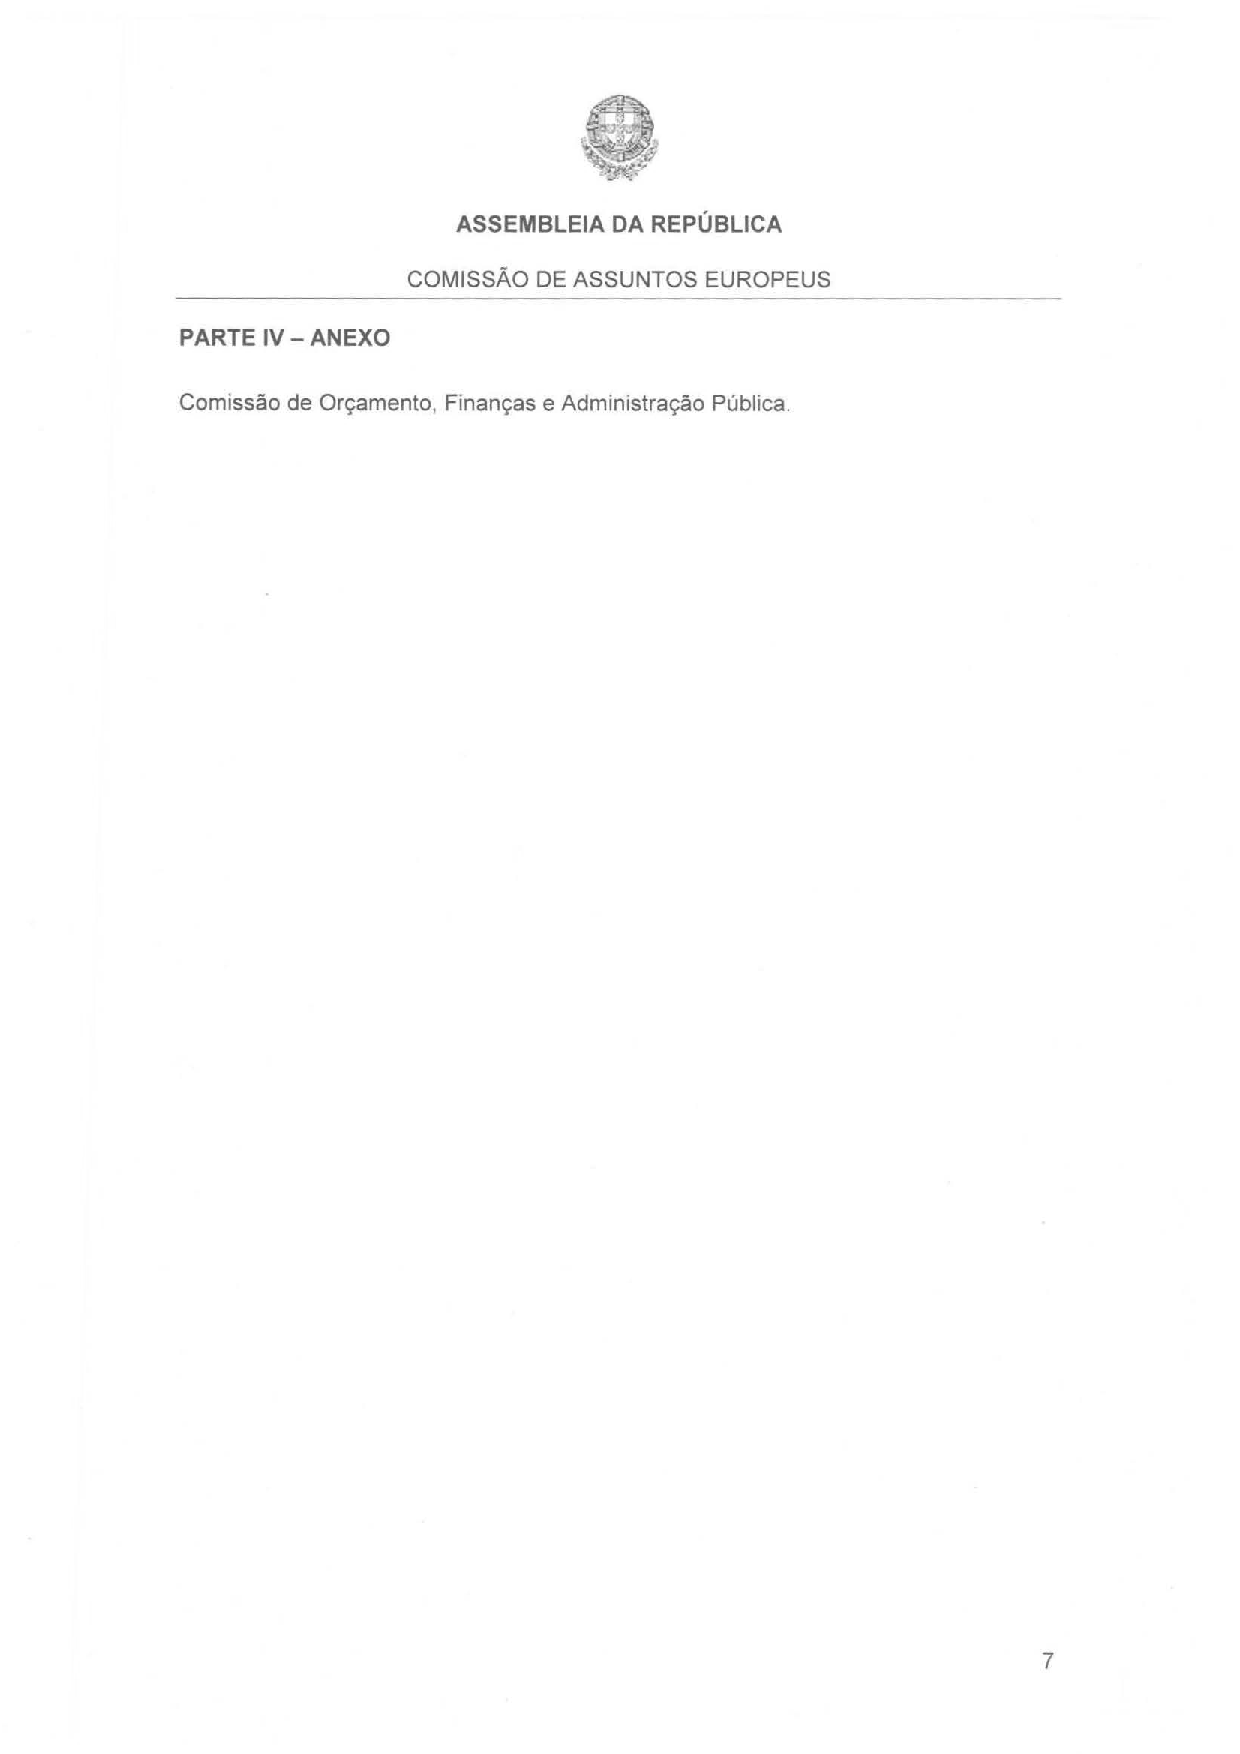 ASSEMBLEIA DA REPÚBLICA
COMISSÃO DE ASSUNTOS EUROPEUS
PARTE IV – ANEXO
Comissão de Orçamento, Finanças e Administração Pública.
7